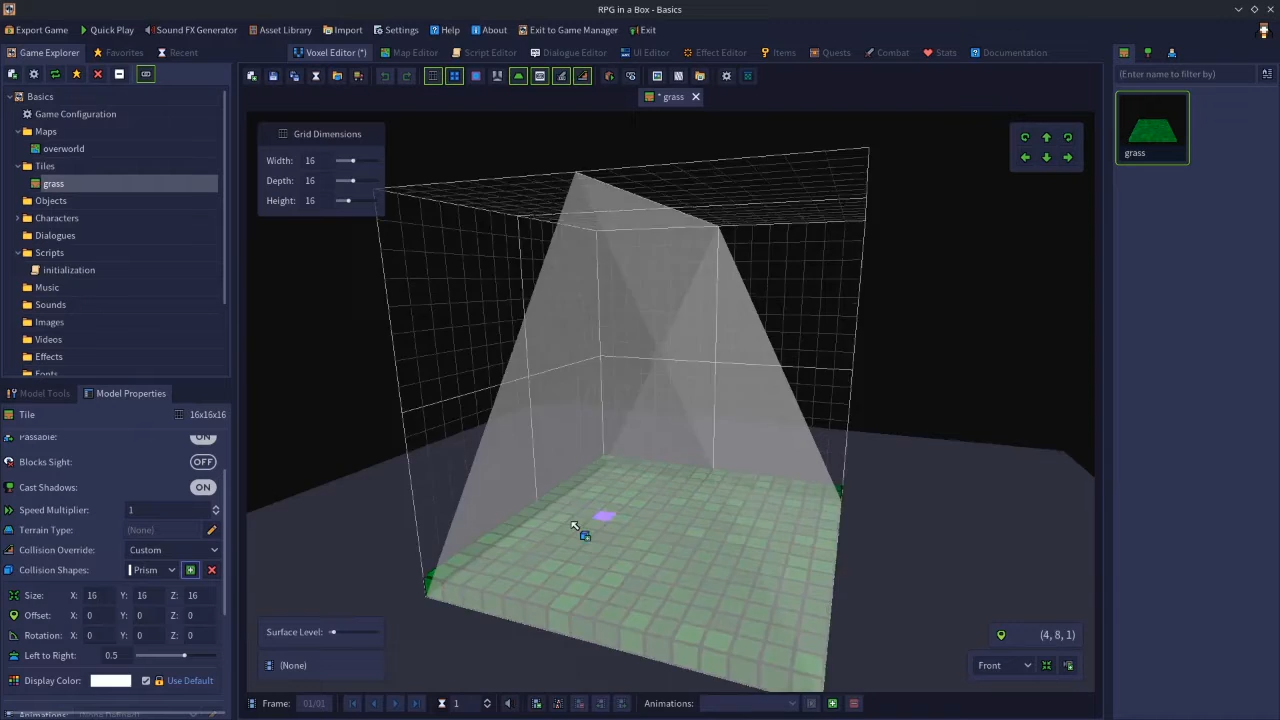 RPG in a Box - Basics
Export Game Quick Play Sound FX Generator Asset Library Import Settings Help About Exit to Game Manager Exit
Game Explorer Favorites Recent Voxel Editor (*) Map Editor Script Editor Dialogue Editor UI Editor Effect Editor Items Quests Combat Stats Documentation
(Enter name to filter by)
* grass
Basics
Game Configuration
Maps
overworld
Tiles
grass
Objects
Characters
Dialogues
Scripts
initialization
Music
Sounds
Images
Videos
Effects
Fonts
Grid Dimensions
Width: 16
Depth: 16
Height: 16
grass
Model Tools Model Properties
Tile 16x16x16
Passable: ON
Blocks Sight: OFF
Cast Shadows: ON
Speed Multiplier: 1
Terrain Type: (None)
Collision Override: Custom
Collision Shapes: Prism
Size: X: 16 Y: 16 Z: 16
Offset: X: 0 Y: 0 Z: 0
Rotation: X: 0 Y: 0 Z: 0
Left to Right: 0.5
Display Color: Use Default
Surface Level:
(None)
(4, 8, 1)
Front
Frame: 01/01 1 Animations: